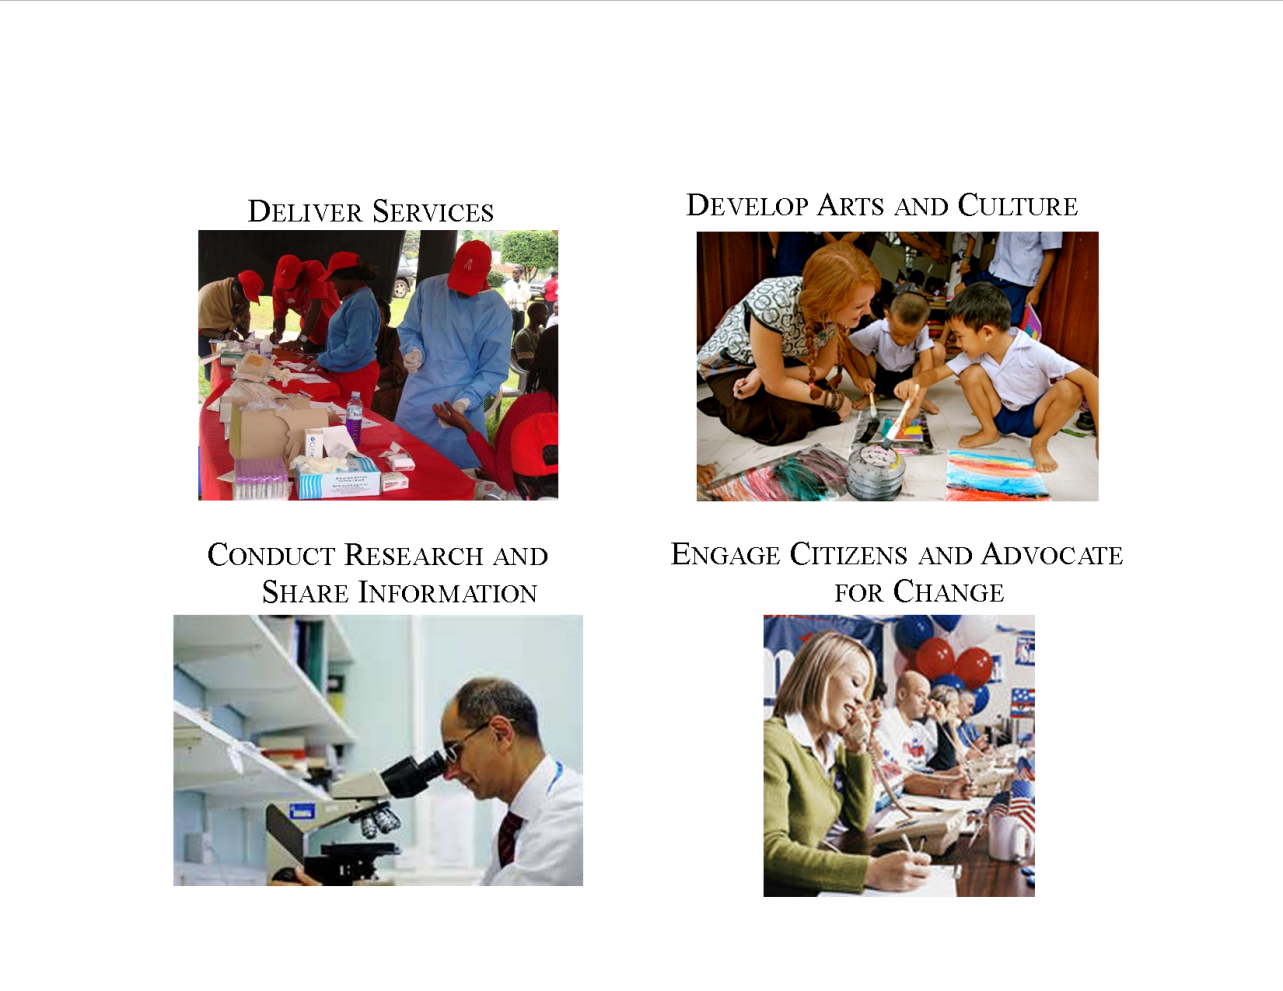 DELIVER SERVICES
DEVELOP ARTS AND CULTURE
CONDUCT RESEARCH AND
SHARE INFORMATION
ENGAGE CITIZENS AND ADVOCATE
FOR CHANGE